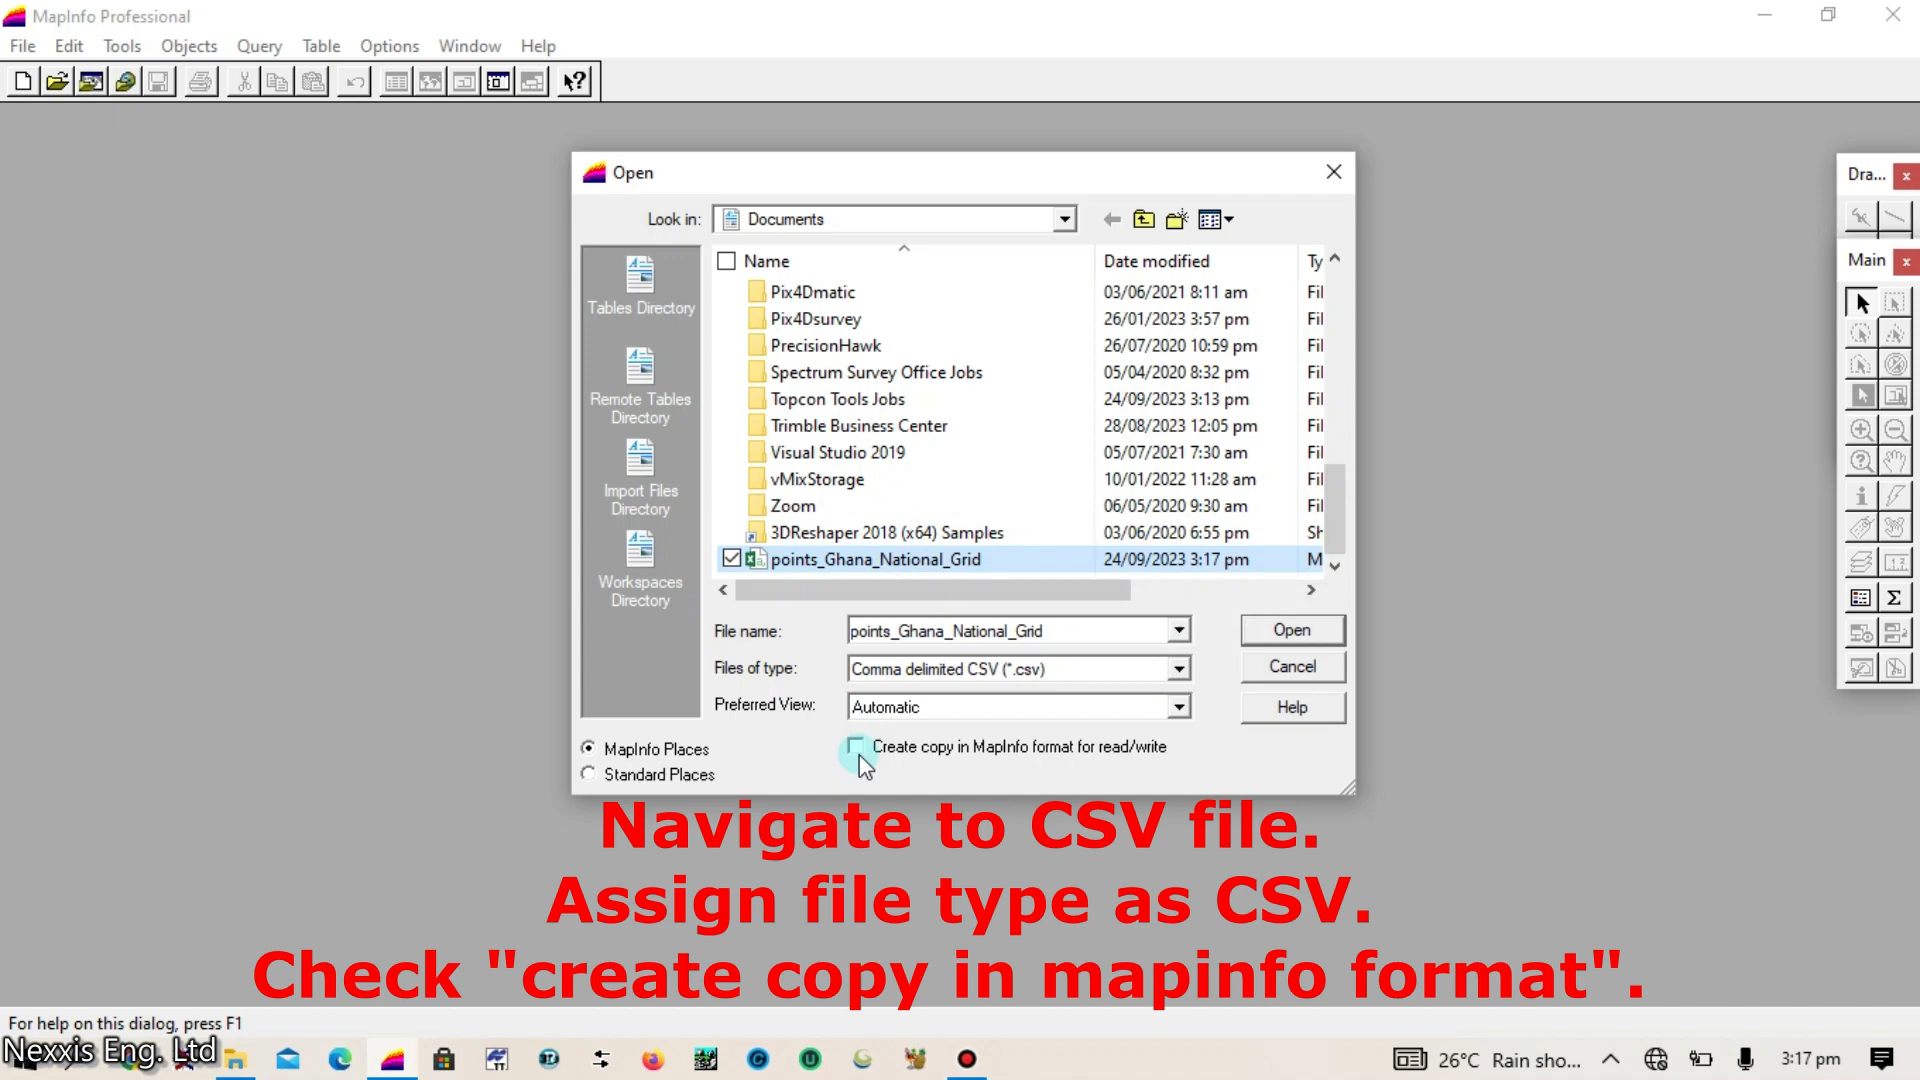 MapInfo Professional
File Edit Tools Objects Query Table Options Window Help
Open
Look in: Documents
Name Date modified Ty
Pix4Dmatic 03/06/2021 8:11 am Fil
Pix4Dsurvey 26/01/2023 3:57 pm Fil
PrecisionHawk 26/07/2020 10:59 pm Fil
Spectrum Survey Office Jobs 05/04/2020 8:32 pm Fil
Topcon Tools Jobs 24/09/2023 3:13 pm Fil
Trimble Business Center 28/08/2023 12:05 pm Fil
Visual Studio 2019 05/07/2021 7:30 am Fil
vMixStorage 10/01/2022 11:28 am Fil
Zoom 06/05/2020 9:30 am Fil
3DReshaper 2018 (x64) Samples 03/06/2020 6:55 pm Sh
points_Ghana_National_Grid 24/09/2023 3:17 pm M
Tables Directory
Remote Tables
Directory
Import Files
Directory
Workspaces
Directory
File name: points_Ghana_National_Grid Open
Files of type: Comma delimited CSV (*.csv) Cancel
Preferred View: Automatic Help
MapInfo Places
Standard Places
Create copy in MapInfo format for read/write
Dra...
Main
Navigate to CSV file.
Assign file type as CSV.
Check "create copy in mapinfo format".
For help on this dialog, press F1
Nexxis Eng. Ltd
26°C Rain sho... 3:17 pm